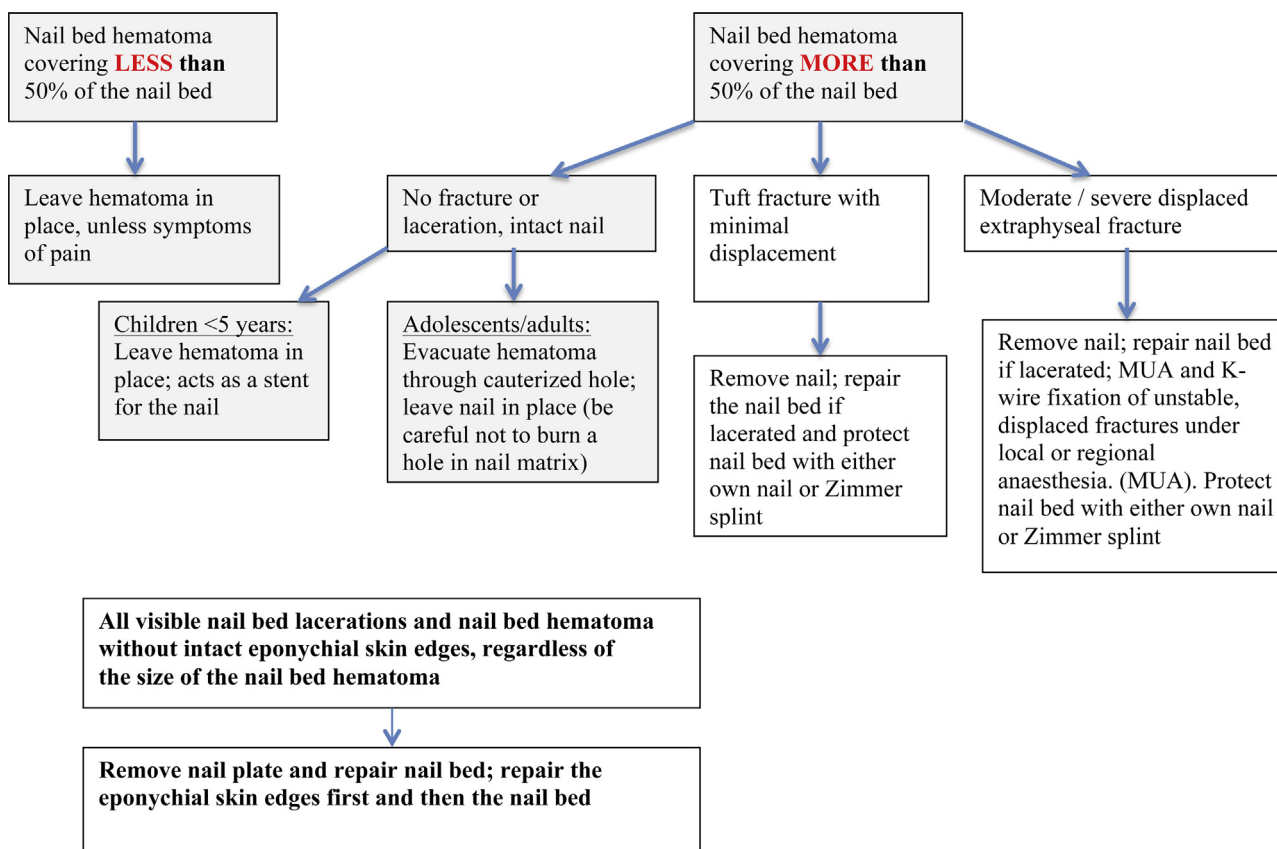 Nail bed hematoma
covering LESS than
50% of the nail bed
Nail bed hematoma
covering MORE than
50% of the nail bed
Leave hematoma in
place, unless symptoms
of pain
No fracture or
laceration, intact nail
Tuft fracture with
minimal
displacement
Moderate / severe displaced
extraphyseal fracture
Children <5 years:
Leave hematoma in
place; acts as a stent
for the nail
Adolescents/adults:
Evacuate hematoma
through cauterized hole;
leave nail in place (be
careful not to burn a
hole in nail matrix)
Remove nail; repair
the nail bed if
lacerated and protect
nail bed with either
own nail or Zimmer
splint
Remove nail; repair nail bed
if lacerated; MUA and K-
wire fixation of unstable,
displaced fractures under
local or regional
anaesthesia. (MUA). Protect
nail bed with either own nail
or Zimmer splint
All visible nail bed lacerations and nail bed hematoma
without intact eponychial skin edges, regardless of
the size of the nail bed hematoma
Remove nail plate and repair nail bed; repair the
eponychial skin edges first and then the nail bed